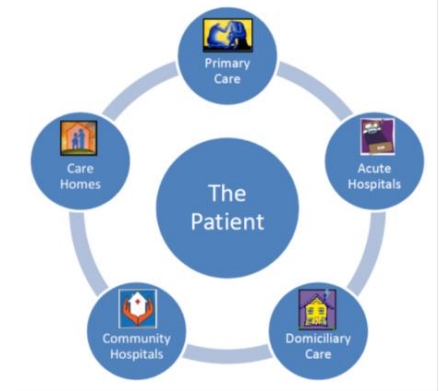 Primary
Care
Care
Homes
Acute
Hospitals
The
Patient
Community
Hospitals
Domiciliary
Care